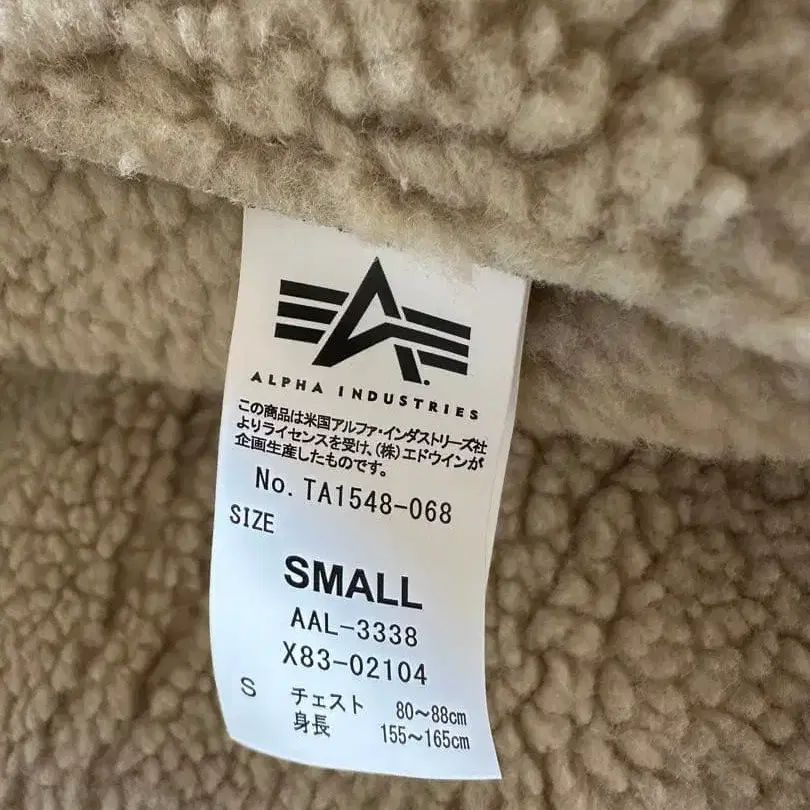 ALPHA INDUSTRIES
この商品は米国アルファ・インダストリーズ社
よりライセンスを受け、(株)エドウインが
企画生産したものです。
No. TA1548-068
SIZE
SMALL
AAL-3338
X83-02104
S チェスト 80～88cm
身長 155～165cm